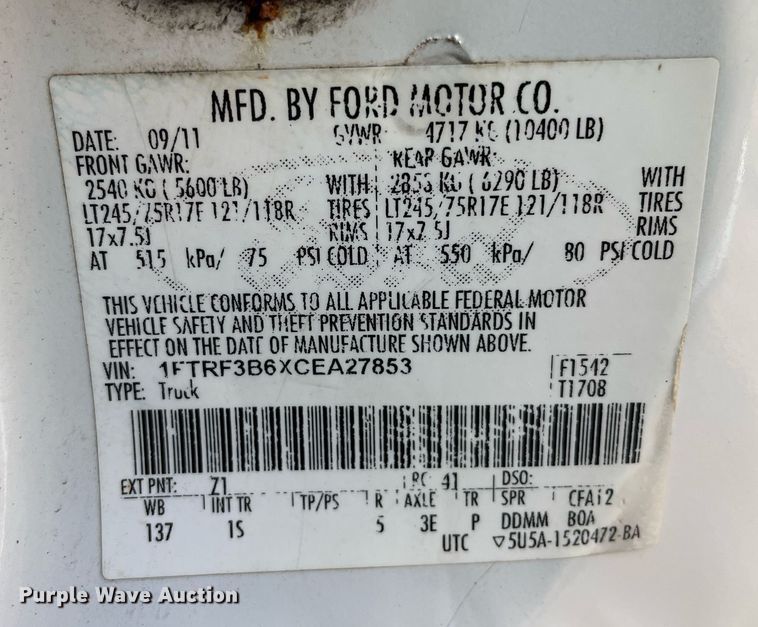 MFD. BY FORD MOTOR CO.
DATE: 09/11 GVWR: 4717 KG (10400 LB)
FRONT GAWR: REAR GAWR:
2540 KG ( 5600 LB) WITH 2853 KG ( 6290 LB) WITH
LT245/75R17E 121/118R TIRES LT245/75R17E 121/118R TIRES
17x7.5J RIMS 17x7.5J RIMS
AT 515 kPa/ 75 PSI COLD AT 550 kPa/ 80 PSI COLD
THIS VEHICLE CONFORMS TO ALL APPLICABLE FEDERAL MOTOR
VEHICLE SAFETY AND THEFT PREVENTION STANDARDS IN
EFFECT ON THE DATE OF MANUFACTURE SHOWN ABOVE.
VIN: 1FTRF3B6XCEA27853 F1542
TYPE: Truck T1708
EXT PNT: Z1 RC: 41 DSO:
WB INT TR TP/PS R AXLE TR SPR CFA12
137 1S 5 3E P DDMM BOA
UTC ▽5U5A-1520472-BA
Purple Wave Auction